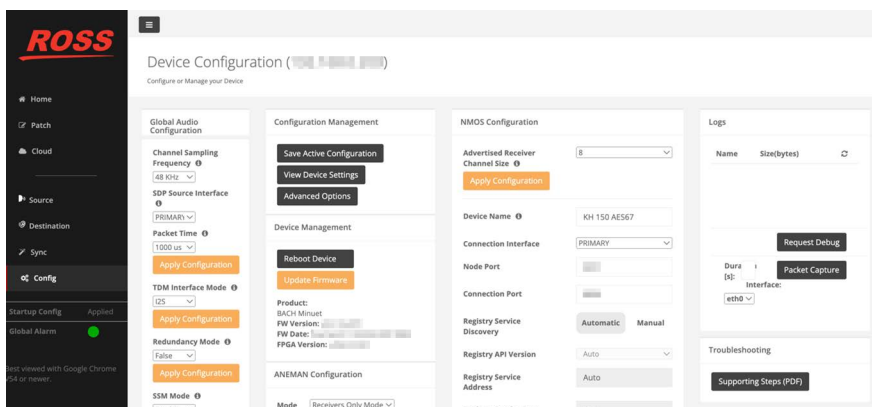 ROSS
Home
Patch
Cloud
Source
Destination
Sync
Config
Startup Config Applied
Global Alarm
Best viewed with Google Chrome
V54 or newer.
Device Configuration (
)
Configure or Manage your Device
Global Audio
Configuration
Channel Sampling
Frequency
48 KHz
SDP Source Interface
PRIMARY
Packet Time
1000 us
Apply Configuration
TDM Interface Mode
I2S
Apply Configuration
Redundancy Mode
False
Apply Configuration
SSM Mode
Configuration Management
Save Active Configuration
View Device Settings
Advanced Options
Device Management
Reboot Device
Update Firmware
Product:
BACH Minuet
FW Version:
FW Date:
FPGA Version:
ANEMAN Configuration
Mode Receivers Only Mode
NMOS Configuration
Advertised Receiver
Channel Size
8
Apply Configuration
Device Name KH 150 AES67
Connection Interface PRIMARY
Node Port
Connection Port
Registry Service
Discovery
Automatic Manual
Registry API Version Auto
Registry Service
Address
Auto
Logs
Name Size(bytes)
Request Debug
[s]:
Packet Capture
Interface:
eth0
Troubleshooting
Supporting Steps (PDF)